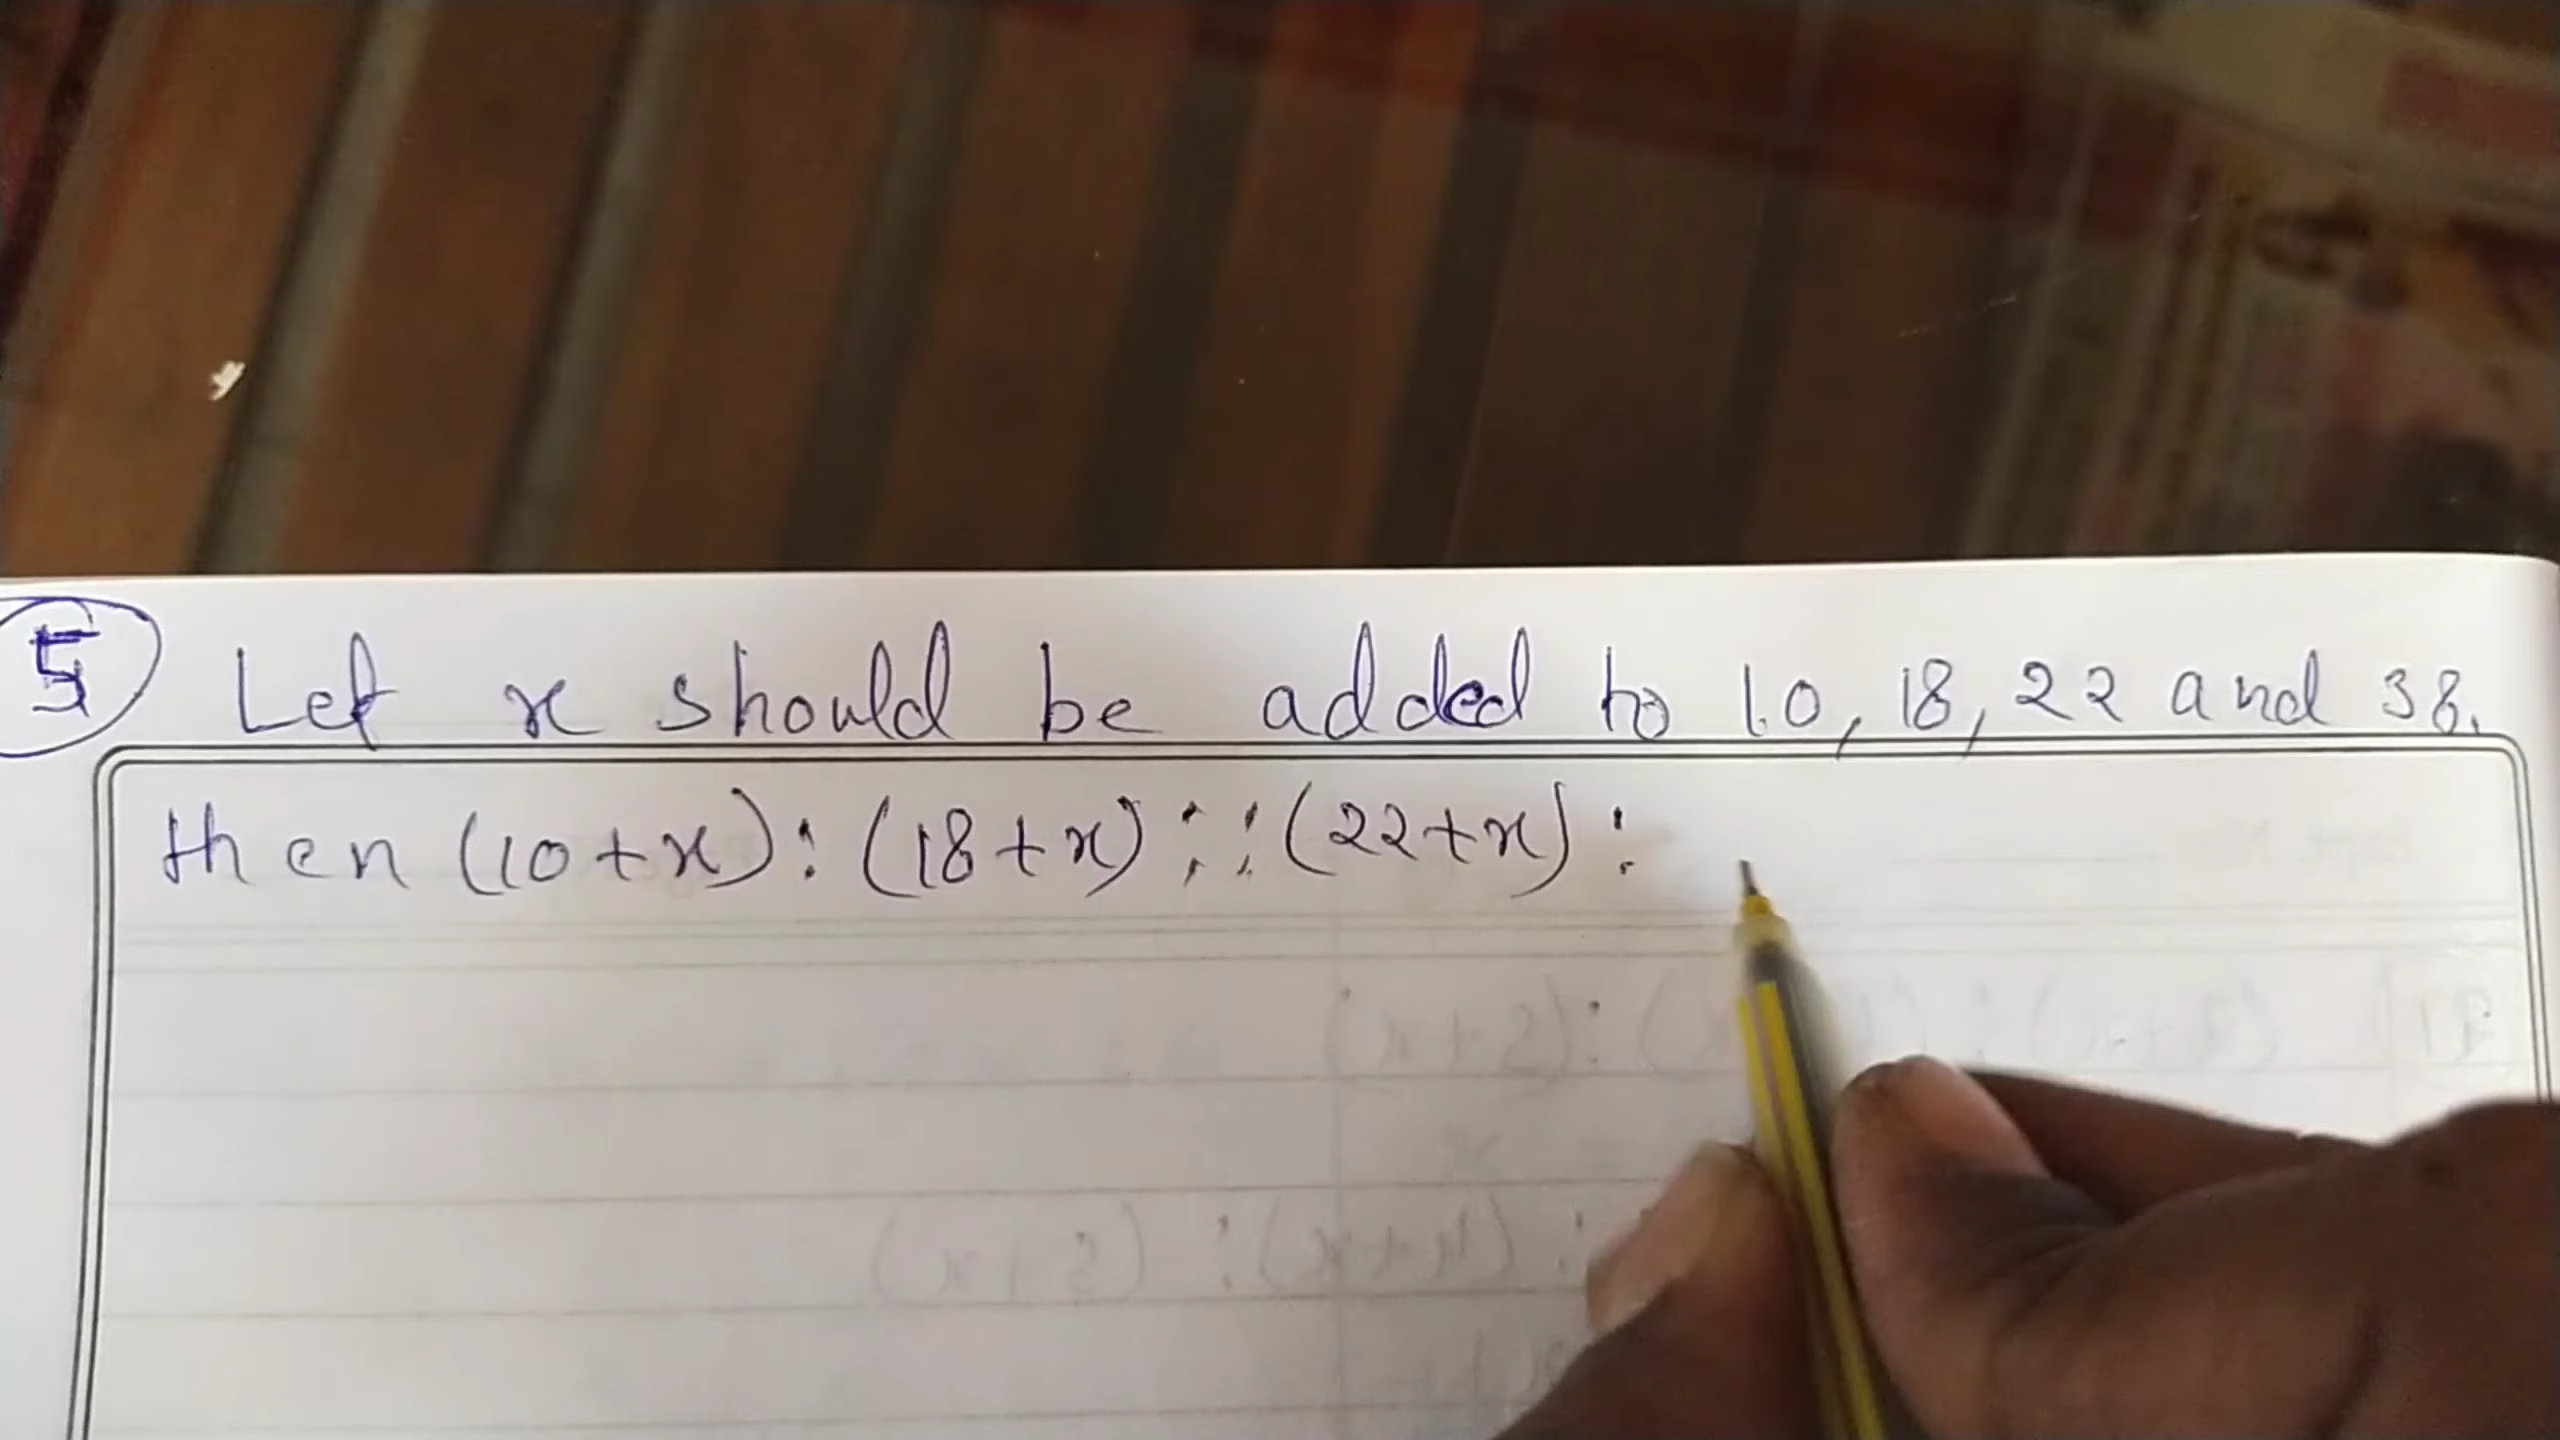 5 Let x should be added to 10, 18, 22 and 38.
then (10+x) : (18+x) :: (22+x) :